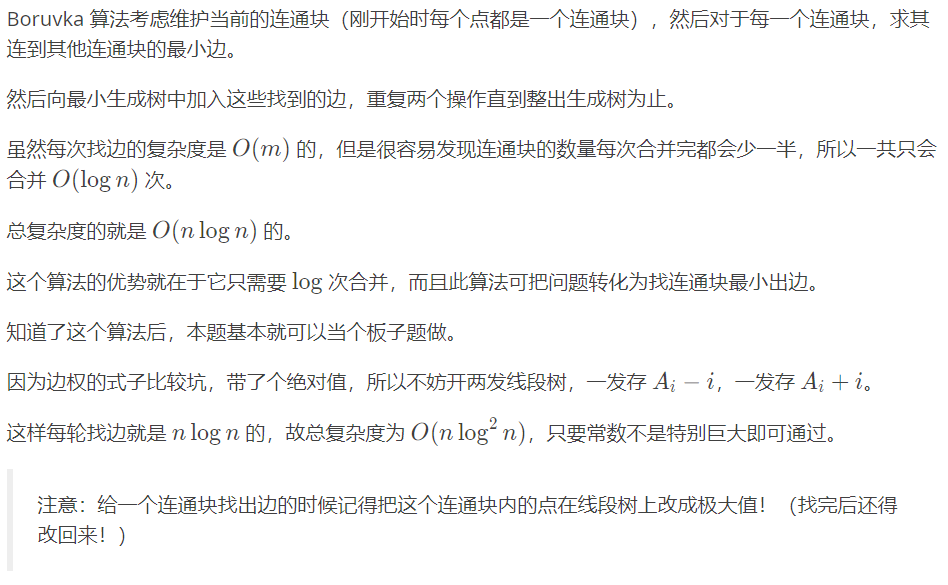 Boruvka 算法考虑维护当前的连通块（刚开始时每个点都是一个连通块），然后对于每一个连通块，求其
连到其他连通块的最小边。
然后向最小生成树中加入这些找到的边，重复两个操作直到整出生成树为止。
虽然每次找边的复杂度是 O(m) 的，但是很容易发现连通块的数量每次合并完都会少一半，所以一共只会
合并 O(log n) 次。
总复杂度的就是 O(n log n) 的。
这个算法的优势就在于它只需要 log 次合并，而且此算法可把问题转化为找连通块最小出边。
知道了这个算法后，本题基本就可以当个板子题做。
因为边权的式子比较坑，带了个绝对值，所以不妨开两发线段树，一发存 A_i − i，一发存 A_i + i。
这样每轮找边就是 n log n 的，故总复杂度为 O(n log² n)，只要常数不是特别巨大即可通过。
注意：给一个连通块找出边的时候记得把这个连通块内的点在线段树上改成极大值！（找完后还得
改回来！）